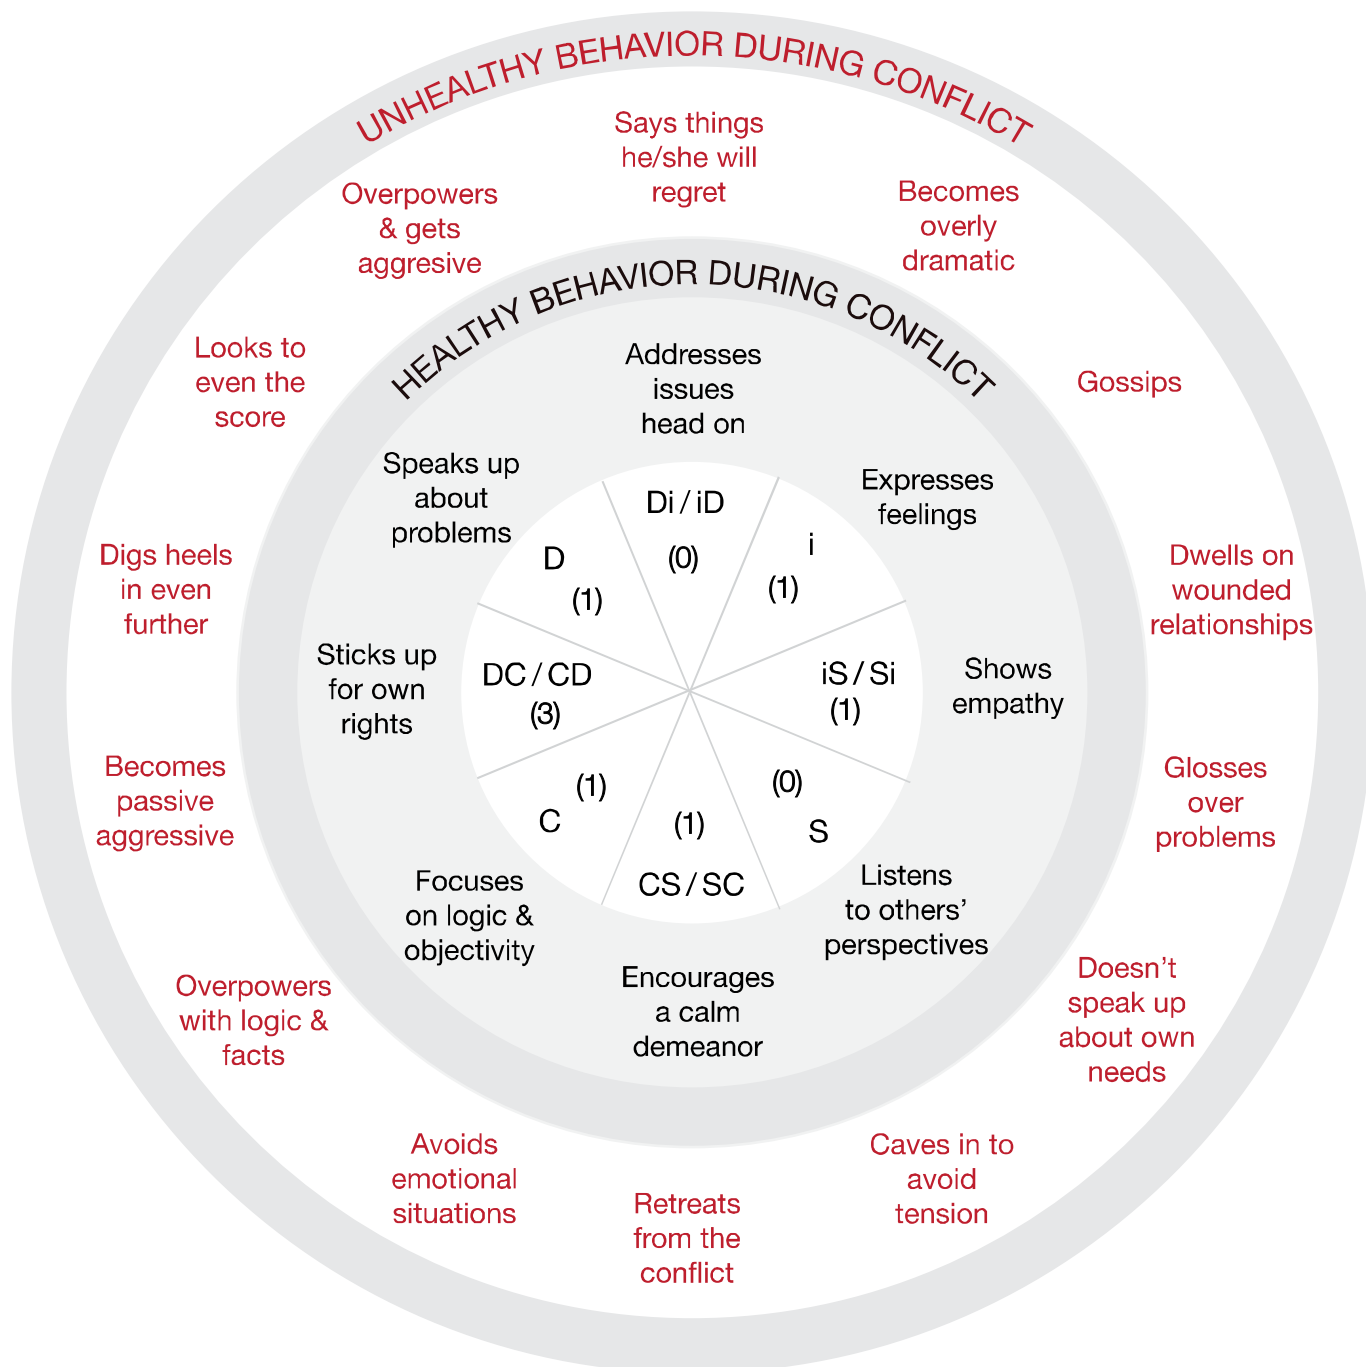 UNHEALTHY BEHAVIOR DURING CONFLICT
Says things
he/she will
regret
Becomes
overly
dramatic
Gossips
Dwells on
wounded
relationships
Glosses
over
problems
Doesn't
speak up
about own
needs
Caves in to
avoid
tension
Retreats
from the
conflict
Avoids
emotional
situations
Overpowers
with logic &
facts
Becomes
passive
aggressive
Digs heels
in even
further
Looks to
even the
score
Overpowers
& gets
aggresive
HEALTHY BEHAVIOR DURING CONFLICT
Addresses
issues
head on
Expresses
feelings
Shows
empathy
Listens
to others’
perspectives
Encourages
a calm
demeanor
Focuses
on logic &
objectivity
Sticks up
for own
rights
Speaks up
about
problems
Di / iD
(0)
i
(1)
iS / Si
(1)
(0)
S
(1)
CS / SC
(1)
C
DC / CD
(3)
D
(1)